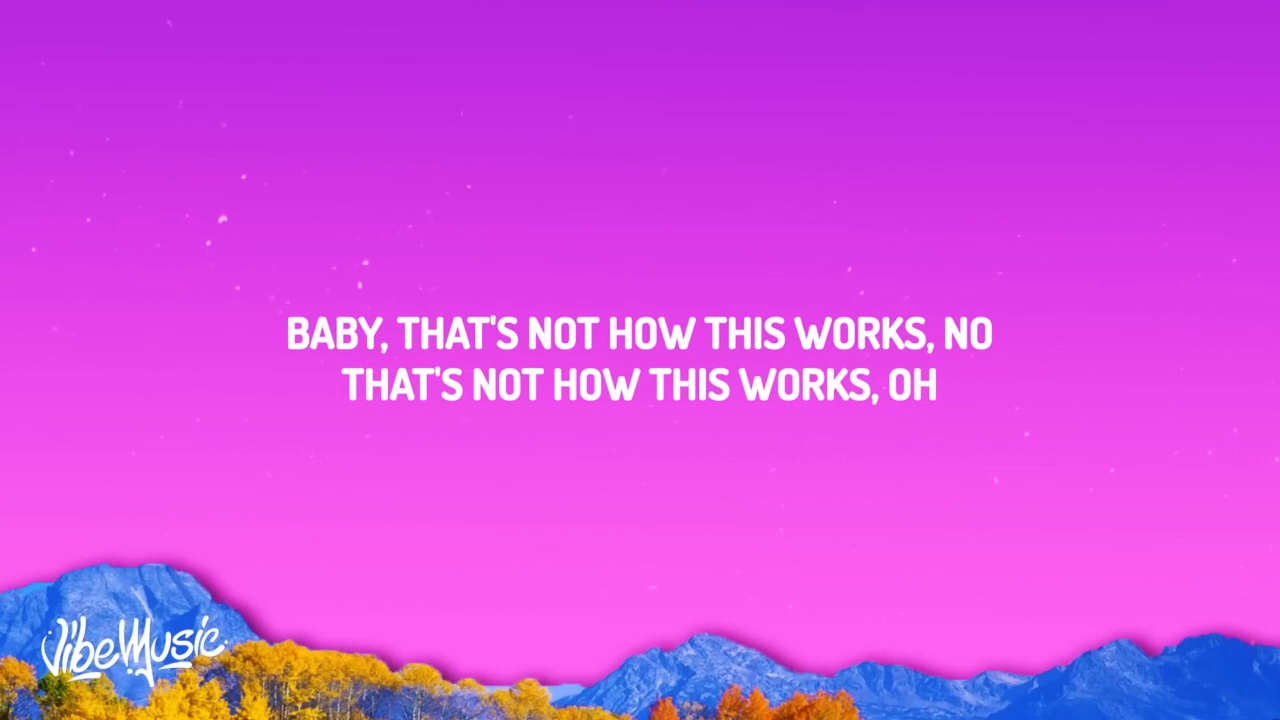 BABY, THAT'S NOT HOW THIS WORKS, NO
THAT'S NOT HOW THIS WORKS, OH
VibeMusic